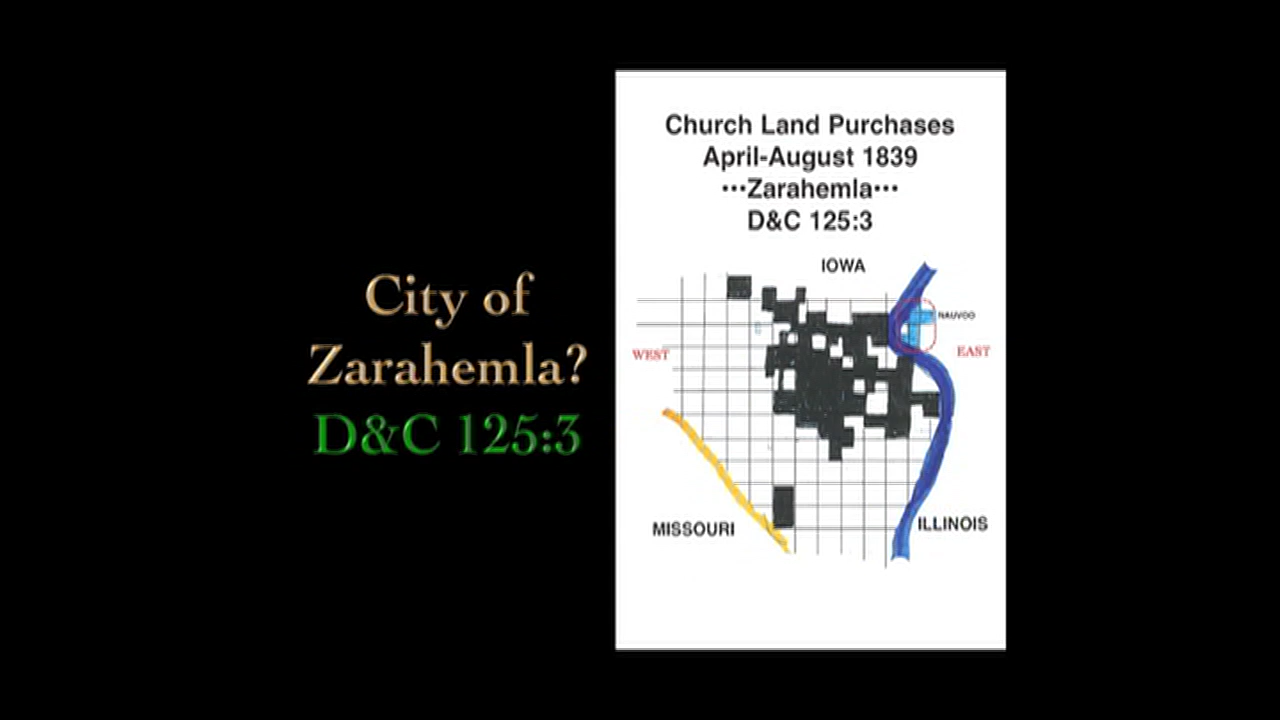 City of
Zarahemla?
D&C 125:3
Church Land Purchases
April-August 1839
···Zarahemla···
D&C 125:3
IOWA
NAUVOO
WEST
EAST
MISSOURI
ILLINOIS